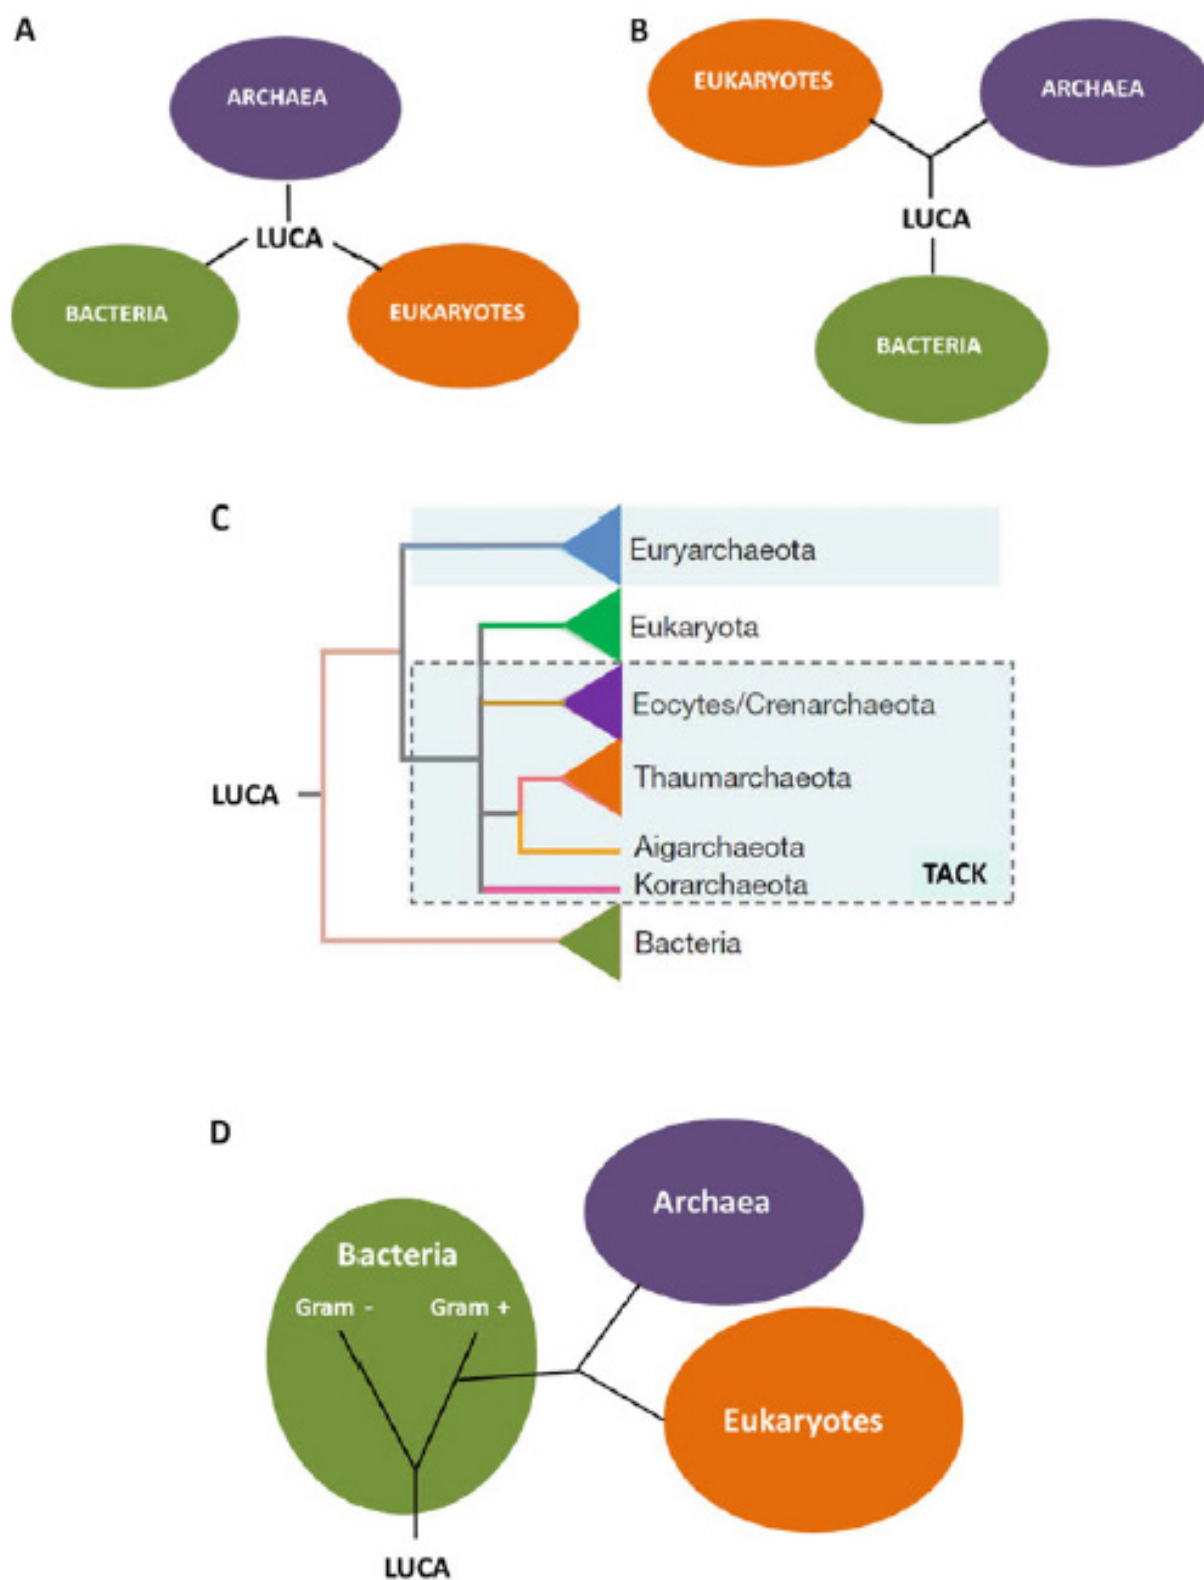 A
ARCHAEA
LUCA
BACTERIA
EUKARYOTES
B
EUKARYOTES
ARCHAEA
LUCA
BACTERIA
C
Euryarchaeota
Eukaryota
Eocytes/Crenarchaeota
Thaumarchaeota
LUCA
Aigarchaeota
TACK
Korarchaeota
Bacteria
D
Archaea
Bacteria
Gram -
Gram +
Eukaryotes
LUCA